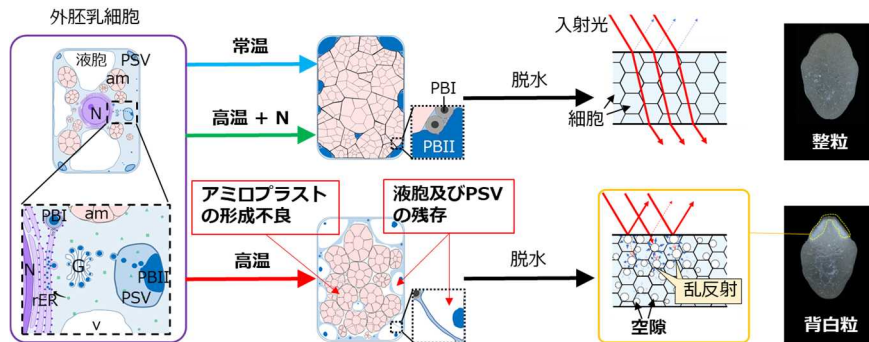 外胚乳細胞
液胞
PSV
am
N
常温
高温 + N
PBI
PBII
脱水
入射光
細胞
整粒
PBI
am
N
G
PBII
PSV
rER
v
アミロプラスト
の形成不良
液胞及びPSV
の残存
高温
脱水
乱反射
空隙
背白粒